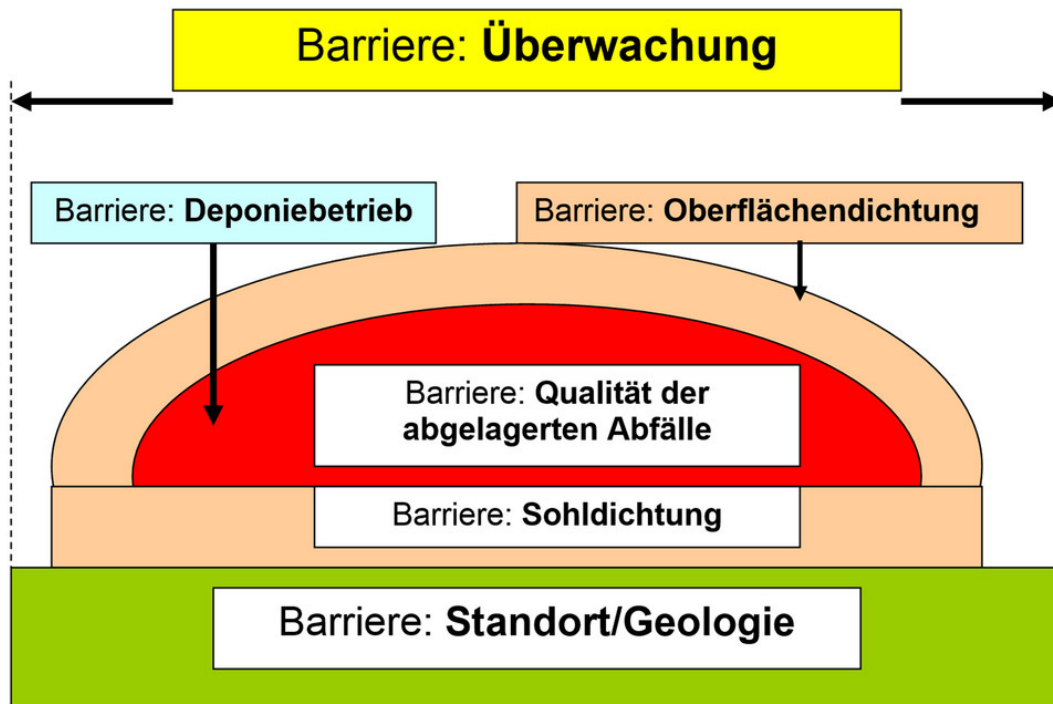 Barriere: Überwachung
Barriere: Deponiebetrieb
Barriere: Oberflächendichtung
Barriere: Qualität der
abgelagerten Abfälle
Barriere: Sohldichtung
Barriere: Standort/Geologie